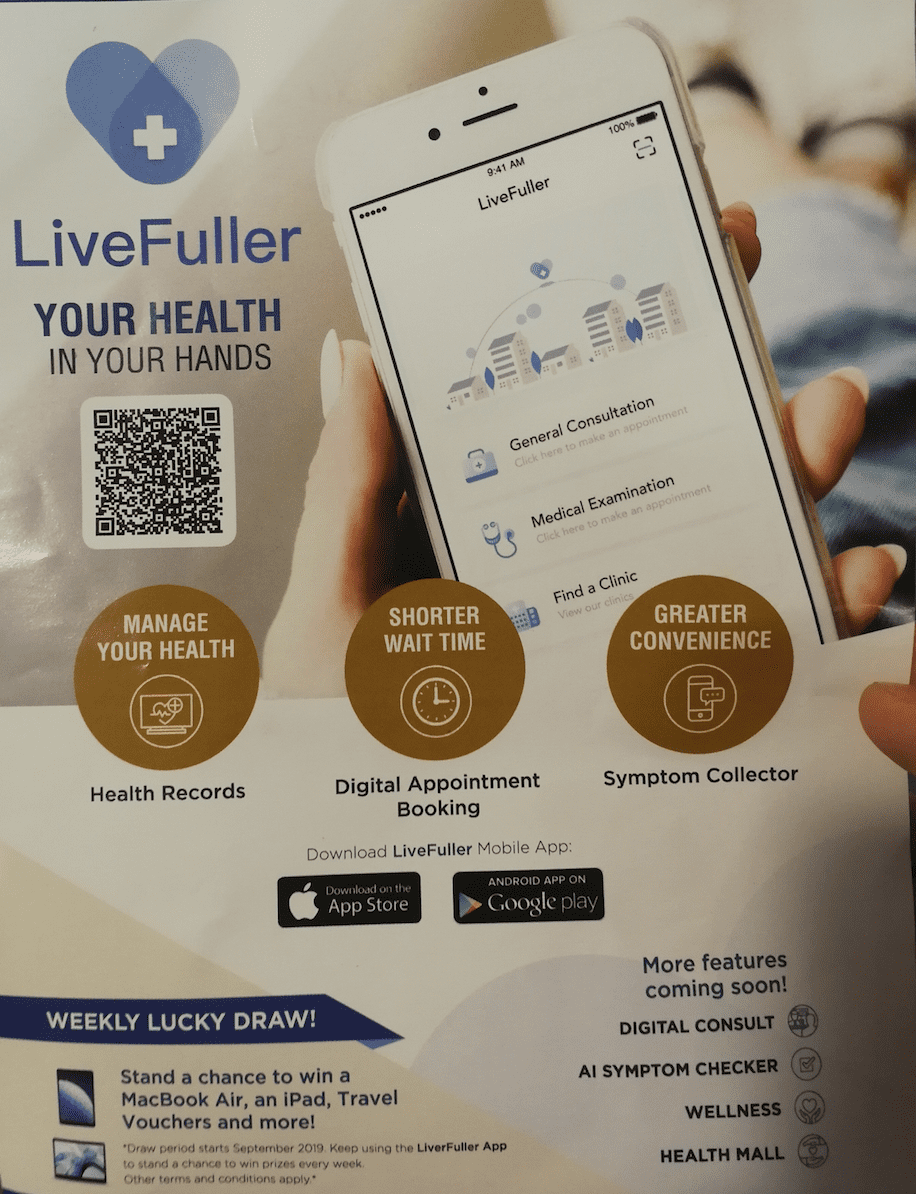 LiveFuller
YOUR HEALTH
IN YOUR HANDS
9:41 AM
100%
LiveFuller
General Consultation
Click here to make an appointment
Medical Examination
Click here to make an appointment
Find a Clinic
View our clinics
MANAGE
YOUR HEALTH
Health Records
SHORTER
WAIT TIME
Digital Appointment
Booking
GREATER
CONVENIENCE
Symptom Collector
Download LiveFuller Mobile App:
Download on the
App Store
ANDROID APP ON
Google play
More features
coming soon!
DIGITAL CONSULT
AI SYMPTOM CHECKER
WELLNESS
HEALTH MALL
WEEKLY LUCKY DRAW!
Stand a chance to win a
MacBook Air, an iPad, Travel
Vouchers and more!
*Draw period starts September 2019. Keep using the LiverFuller App
to stand a chance to win prizes every week.
Other terms and conditions apply.*